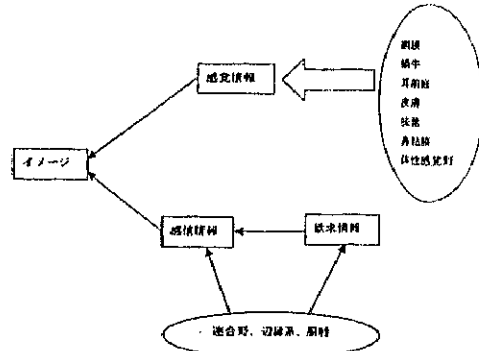 網膜
蝸牛
耳前庭
皮膚
味蕾
鼻粘膜
体性感覚野
感覚情報
イメージ
感情情報
欲求情報
連合野、辺縁系、脳幹